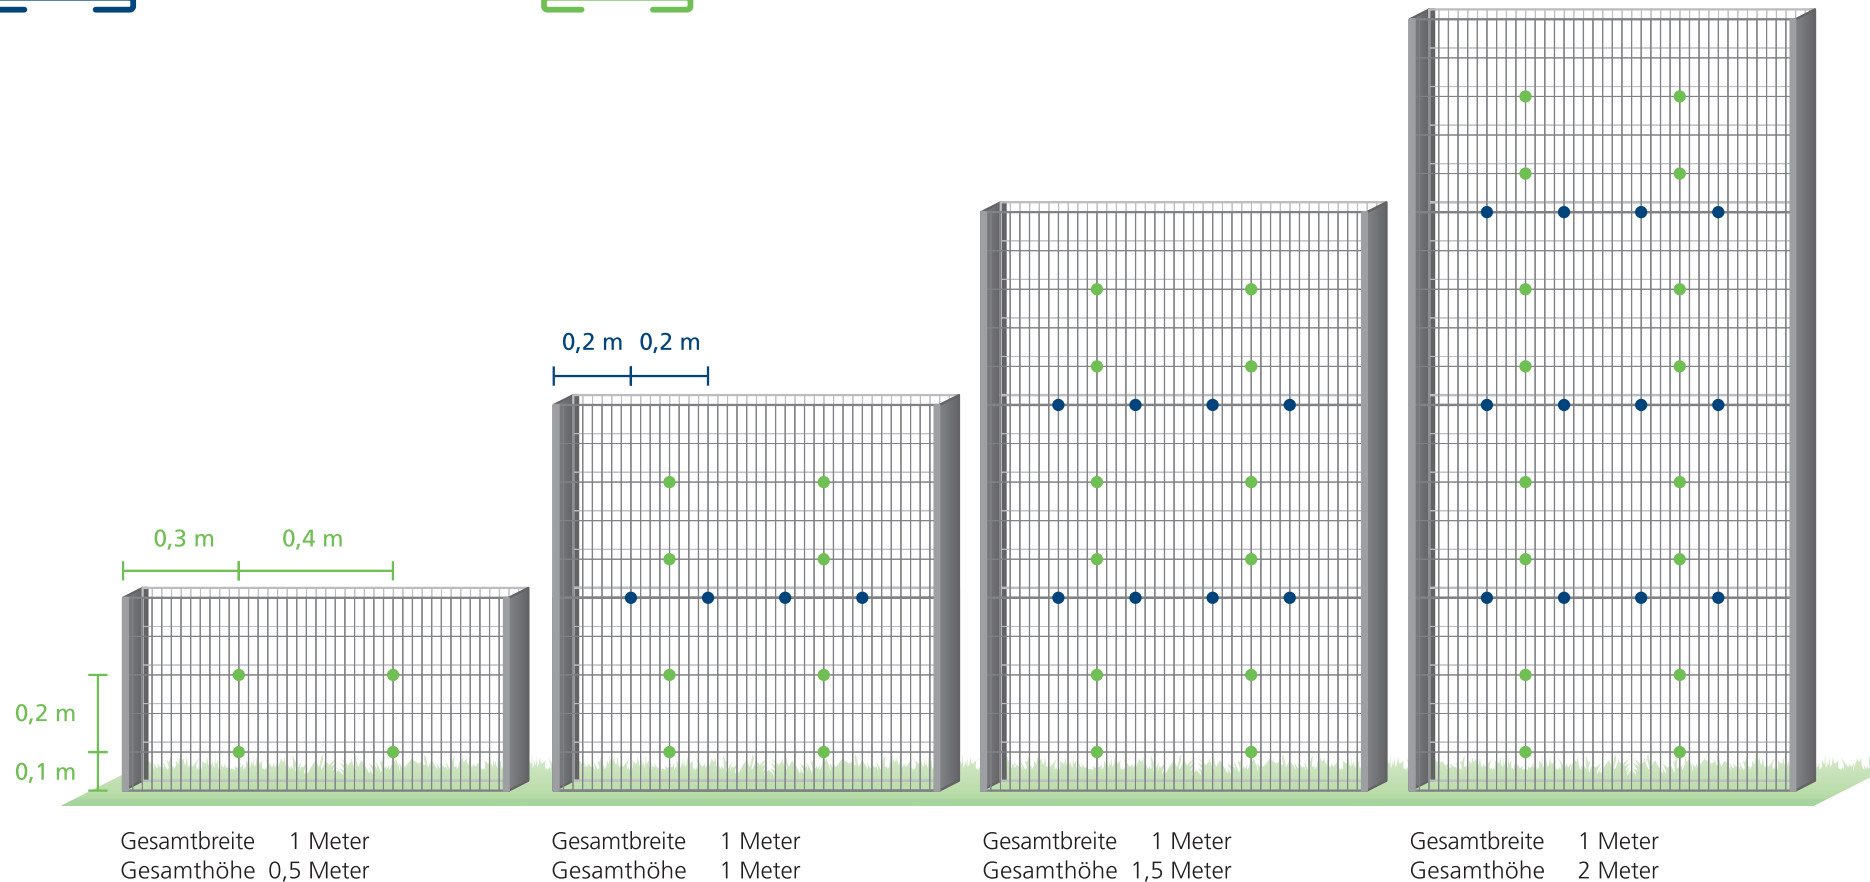 0,2 m 0,2 m
0,3 m 0,4 m
0,2 m
0,1 m
Gesamtbreite 1 Meter
Gesamthöhe 0,5 Meter
Gesamtbreite 1 Meter
Gesamthöhe 1 Meter
Gesamtbreite 1 Meter
Gesamthöhe 1,5 Meter
Gesamtbreite 1 Meter
Gesamthöhe 2 Meter